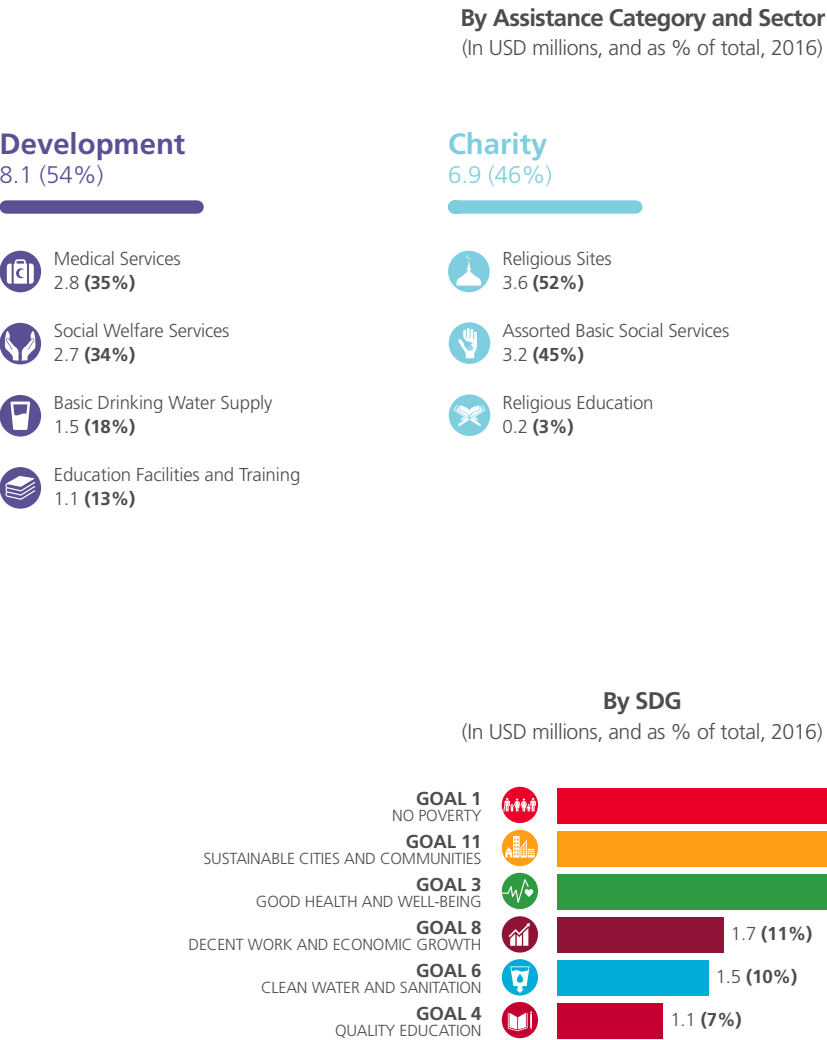 By Assistance Category and Sector
(In USD millions, and as % of total, 2016)
Development
8.1 (54%)
Medical Services
2.8 (35%)
Social Welfare Services
2.7 (34%)
Basic Drinking Water Supply
1.5 (18%)
Education Facilities and Training
1.1 (13%)
Charity
6.9 (46%)
Religious Sites
3.6 (52%)
Assorted Basic Social Services
3.2 (45%)
Religious Education
0.2 (3%)
By SDG
(In USD millions, and as % of total, 2016)
GOAL 1
NO POVERTY
GOAL 11
SUSTAINABLE CITIES AND COMMUNITIES
GOAL 3
GOOD HEALTH AND WELL-BEING
GOAL 8
DECENT WORK AND ECONOMIC GROWTH
1.7 (11%)
GOAL 6
CLEAN WATER AND SANITATION
1.5 (10%)
GOAL 4
QUALITY EDUCATION
1.1 (7%)